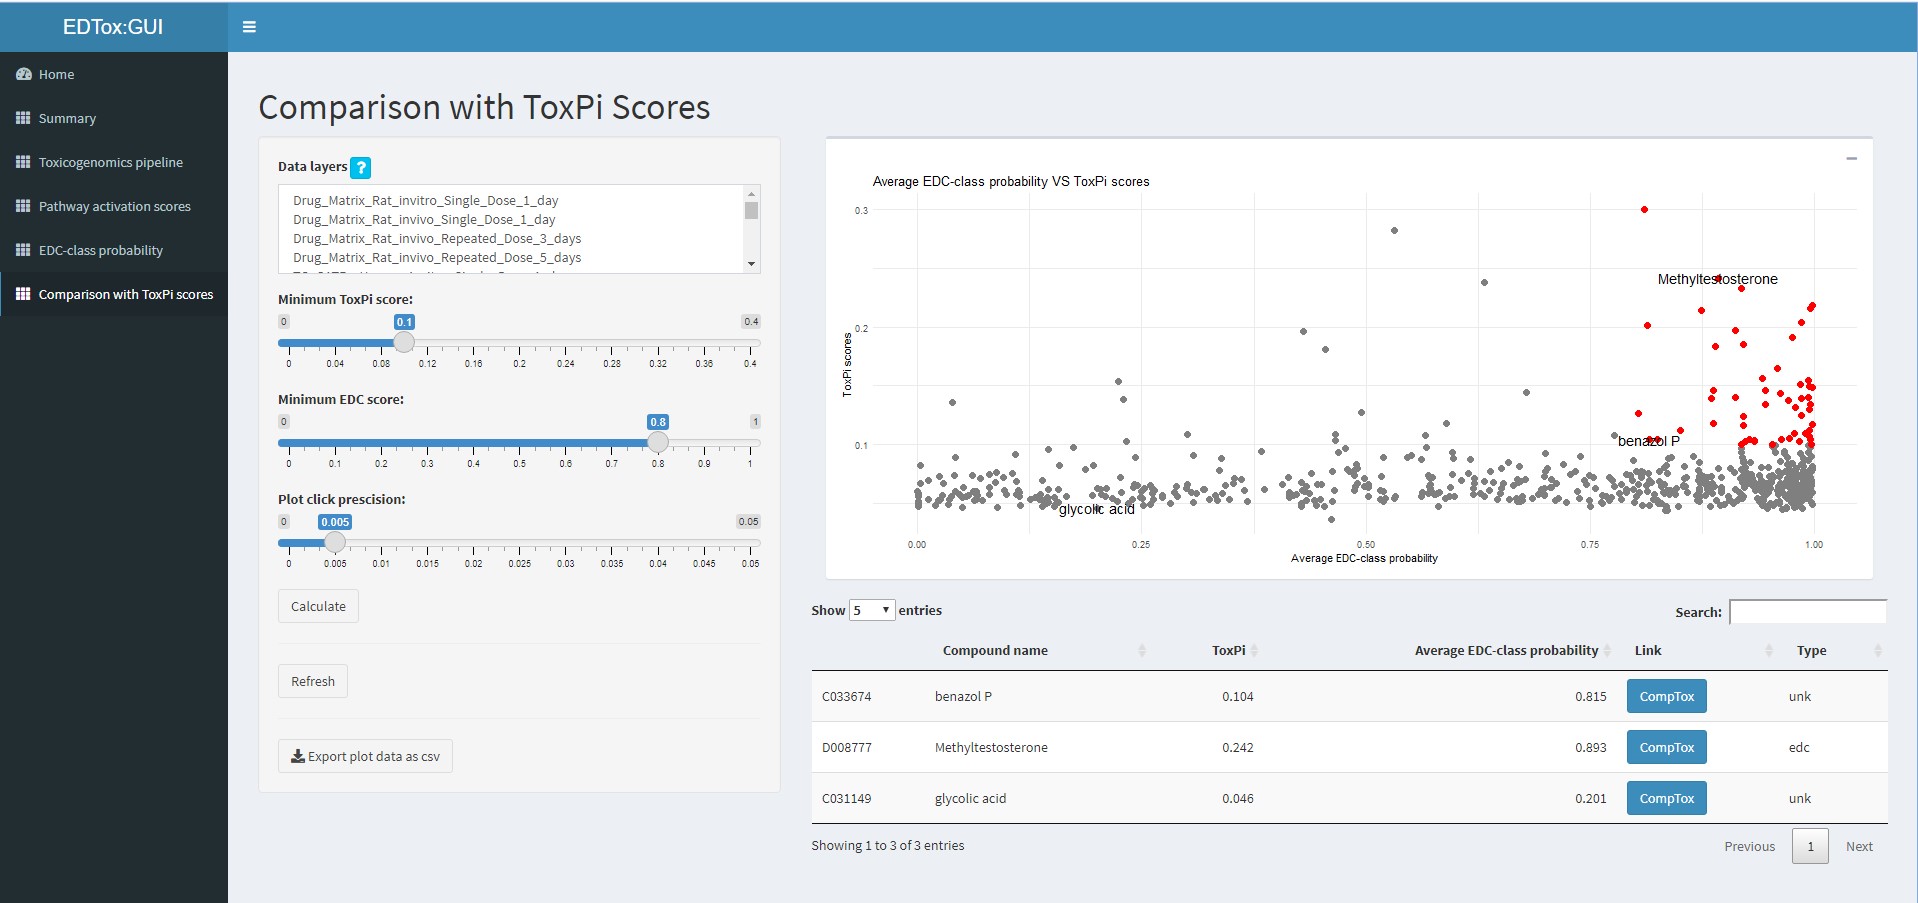 EDTox:GUI
Home
Summary
Toxicogenomics pipeline
Pathway activation scores
EDC-class probability
Comparison with ToxPi scores
Comparison with ToxPi Scores
Data layers ?
Drug_Matrix_Rat_invitro_Single_Dose_1_day
Drug_Matrix_Rat_invivo_Single_Dose_1_day
Drug_Matrix_Rat_invivo_Repeated_Dose_3_days
Drug_Matrix_Rat_invivo_Repeated_Dose_5_days
Minimum ToxPi score:
0 0.1 0.4
0 0.04 0.08 0.12 0.16 0.2 0.24 0.28 0.32 0.36 0.4
Minimum EDC score:
0 0.8 1
0 0.1 0.2 0.3 0.4 0.5 0.6 0.7 0.8 0.9 1
Plot click prescision:
0 0.005 0.05
0 0.005 0.01 0.015 0.02 0.025 0.03 0.035 0.04 0.045 0.05
Calculate
Refresh
Export plot data as csv
Average EDC-class probability VS ToxPi scores
0.3
Methyltestosterone
0.2
ToxPi scores
benazol P
0.1
glycolic acid
0.00 0.25 0.50 0.75 1.00
Average EDC-class probability
Show 5 entries
Search:
Compound name ToxPi Average EDC-class probability Link Type
C033674 benazol P 0.104 0.815 CompTox unk
D008777 Methyltestosterone 0.242 0.893 CompTox edc
C031149 glycolic acid 0.046 0.201 CompTox unk
Showing 1 to 3 of 3 entries
Previous 1 Next